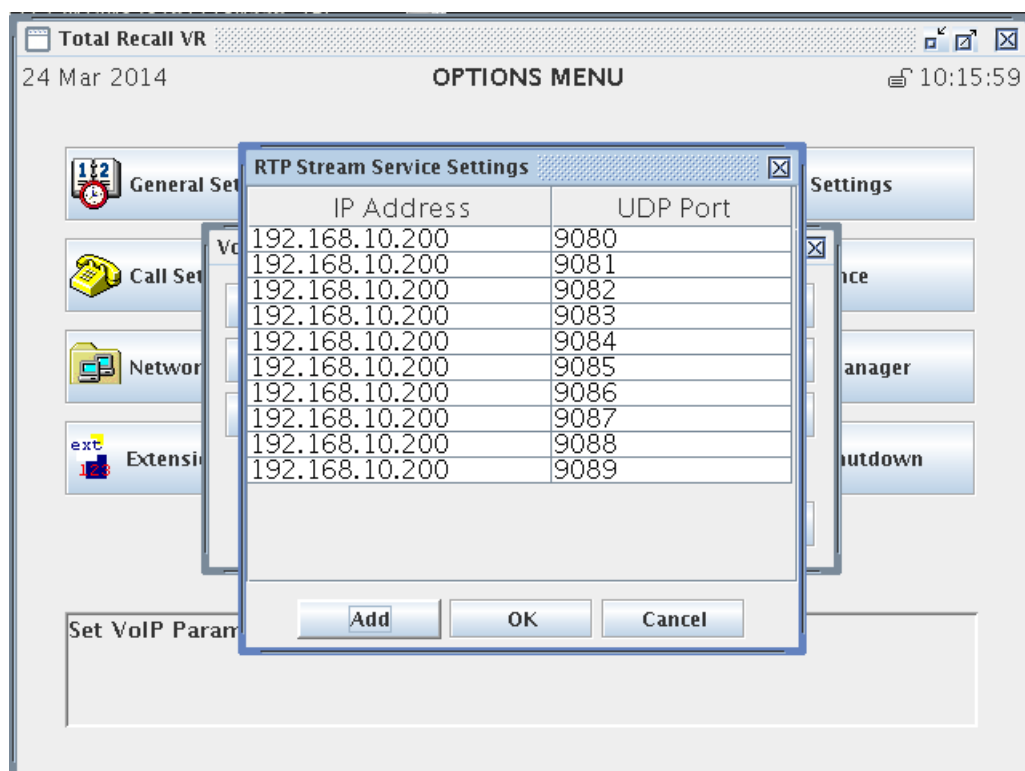 Total Recall VR
24 Mar 2014 OPTIONS MENU 10:15:59
RTP Stream Service Settings
General Set
Settings
IP Address UDP Port
192.168.10.200 9080
192.168.10.200 9081
192.168.10.200 9082
192.168.10.200 9083
192.168.10.200 9084
192.168.10.200 9085
192.168.10.200 9086
192.168.10.200 9087
192.168.10.200 9088
192.168.10.200 9089
Vo
Call Set
nce
Networ
anager
ext
123
Extensi
utdown
Add OK Cancel
Set VoIP Param